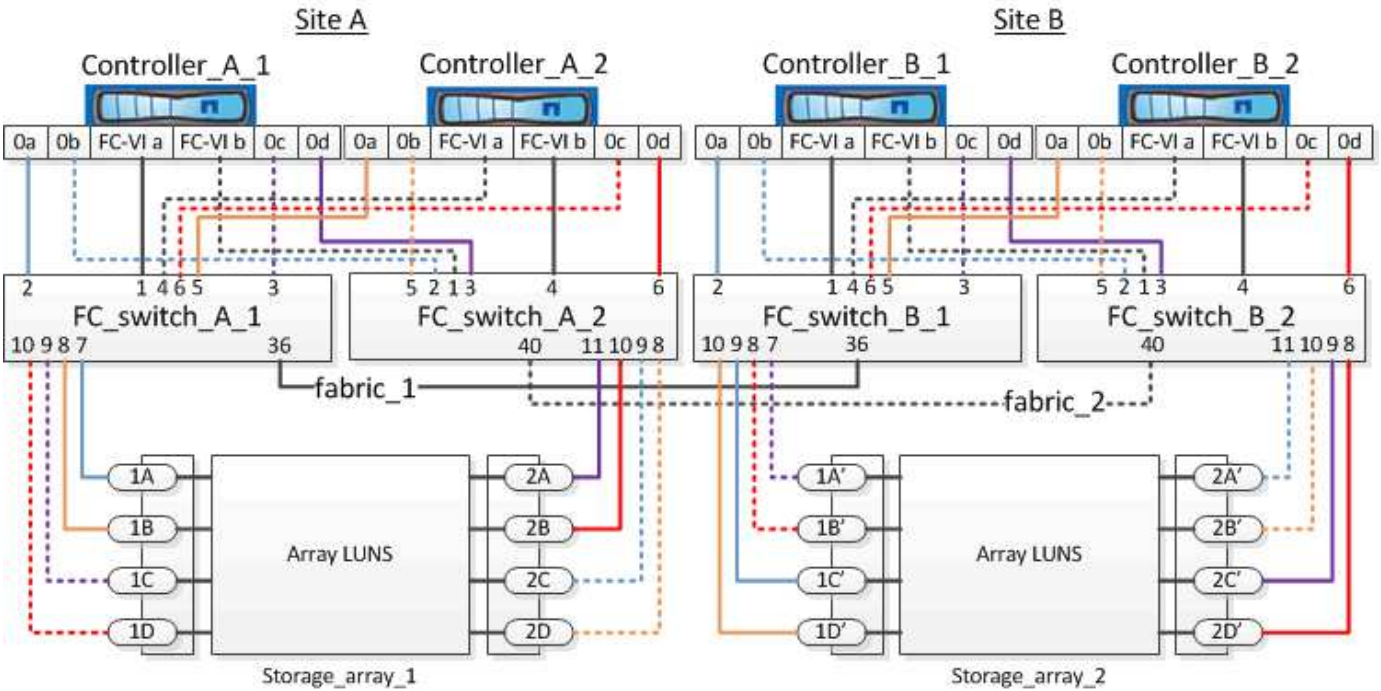 Site A Site B
Controller_A_1 Controller_A_2 Controller_B_1 Controller_B_2
0a 0b FC-VI a FC-VI b 0c 0d 0a 0b FC-VI a FC-VI b 0c 0d 0a 0b FC-VI a FC-VI b 0c 0d 0a 0b FC-VI a FC-VI b 0c 0d
2 1 4 6 5 3 5 2 1 3 4 6 2 1 4 6 5 3 5 2 1 3 4 6
FC_switch_A_1 FC_switch_A_2 FC_switch_B_1 FC_switch_B_2
10 9 8 7 36 40 11 10 9 8 10 9 8 7 36 40 11 10 9 8
fabric_1
fabric_2
1A 2A 1A’ 2A’
1B 2B 1B’ 2B’
Array LUNS Array LUNS
1C 2C 1C’ 2C’
1D 2D 1D’ 2D’
Storage_array_1 Storage_array_2